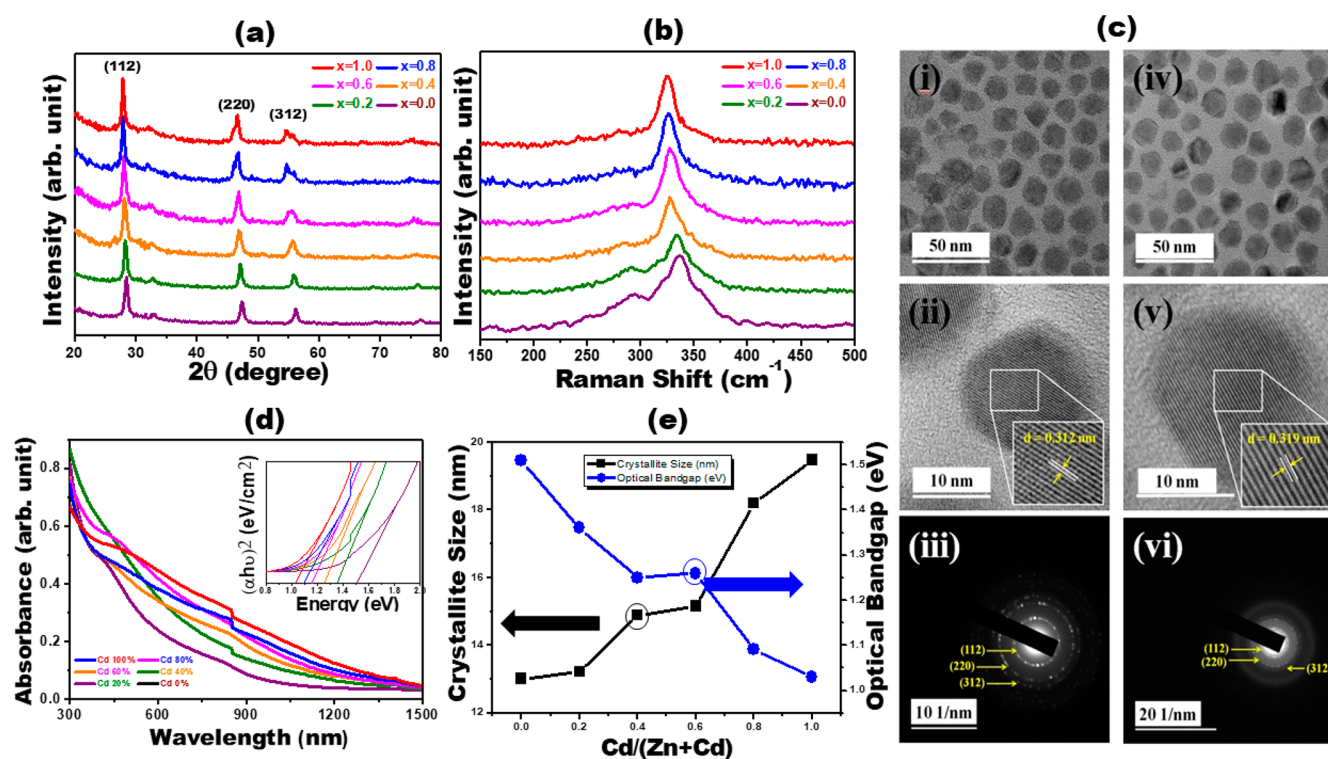 (a)
Intensity (arb. unit)
(112)
(220)
(312)
x=1.0 x=0.8
x=0.6 x=0.4
x=0.2 x=0.0
20 30 40 50 60 70 80
2θ (degree)
(b)
Intensity (arb. unit)
x=1.0 x=0.8
x=0.6 x=0.4
x=0.2 x=0.0
150 200 250 300 350 400 450 500
Raman Shift (cm⁻¹)
(c)
(i)
50 nm
(iv)
50 nm
(ii)
d = 0.312 nm
10 nm
(v)
d = 0.319 nm
10 nm
(iii)
(112)
(220)
(312)
10 1/nm
(vi)
(112)
(220)
(312
20 1/nm
(d)
Absorbance (arb. unit)
0.8
0.6
0.4
0.2
0.0
(αhυ)2 (eV/cm2)
0.8 1.0 1.2 1.4 1.6 1.8 2.0
Energy (eV)
Cd 100% Cd 80%
Cd 60% Cd 40%
Cd 20% Cd 0%
300 600 900 1200 1500
Wavelength (nm)
(e)
Crystallite Size (nm)
20
19
18
17
16
15
14
13
12
Crystallite Size (nm)
Optical Bandgap (eV)
1.5
1.4
1.3
1.2
1.1
1.0
Optical Bandgap (eV)
0.0 0.2 0.4 0.6 0.8 1.0
Cd/(Zn+Cd)